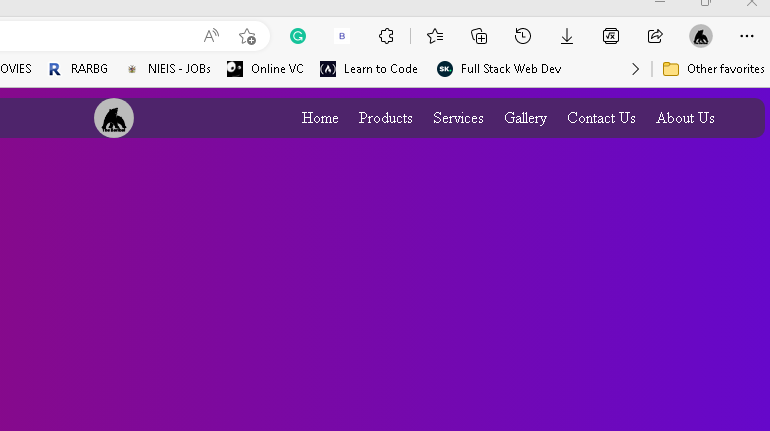 B
OVIES R RARBG NIEIS - JOBs Online VC (A) Learn to Code SK. Full Stack Web Dev Other favorites
Home Products Services Gallery Contact Us About Us